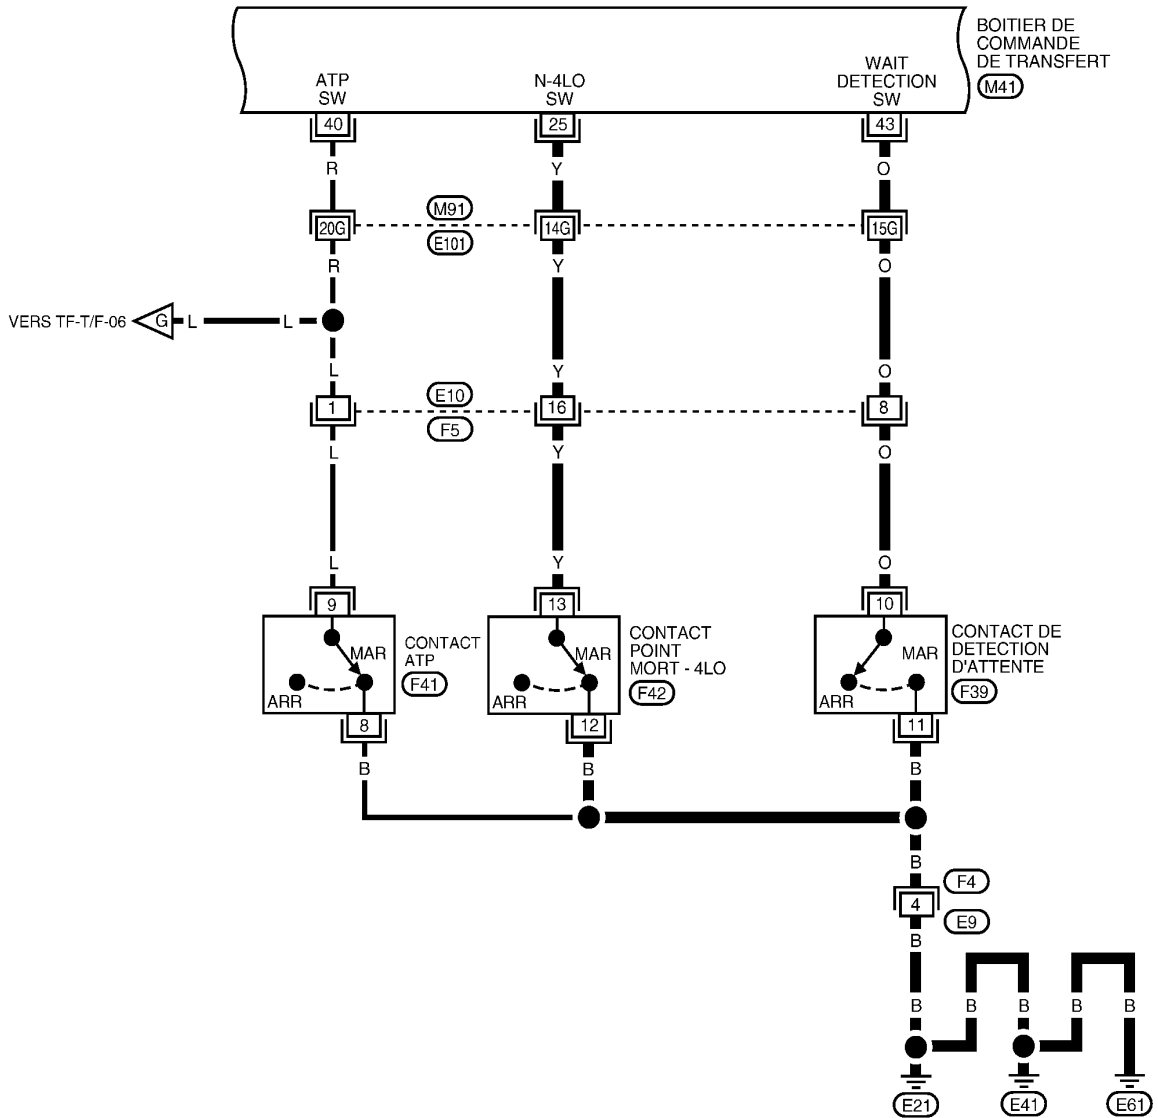 BOITIER DE
COMMANDE
DE TRANSFERT
M41
ATP
SW
N-4LO
SW
WAIT
DETECTION
SW
40
25
43
R
Y
O
M91
20G
14G
15G
E101
R
Y
O
VERS TF-T/F-06
G
L
L
L
Y
O
E10
1
16
8
F5
L
Y
O
L
Y
O
9
13
10
MAR
ARR
CONTACT
ATP
F41
MAR
ARR
CONTACT
POINT
MORT - 4LO
F42
MAR
ARR
CONTACT DE
DETECTION
D'ATTENTE
F39
8
12
11
B
B
B
B
F4
4
E9
B
B
B
B
B
B
E21
E41
E61